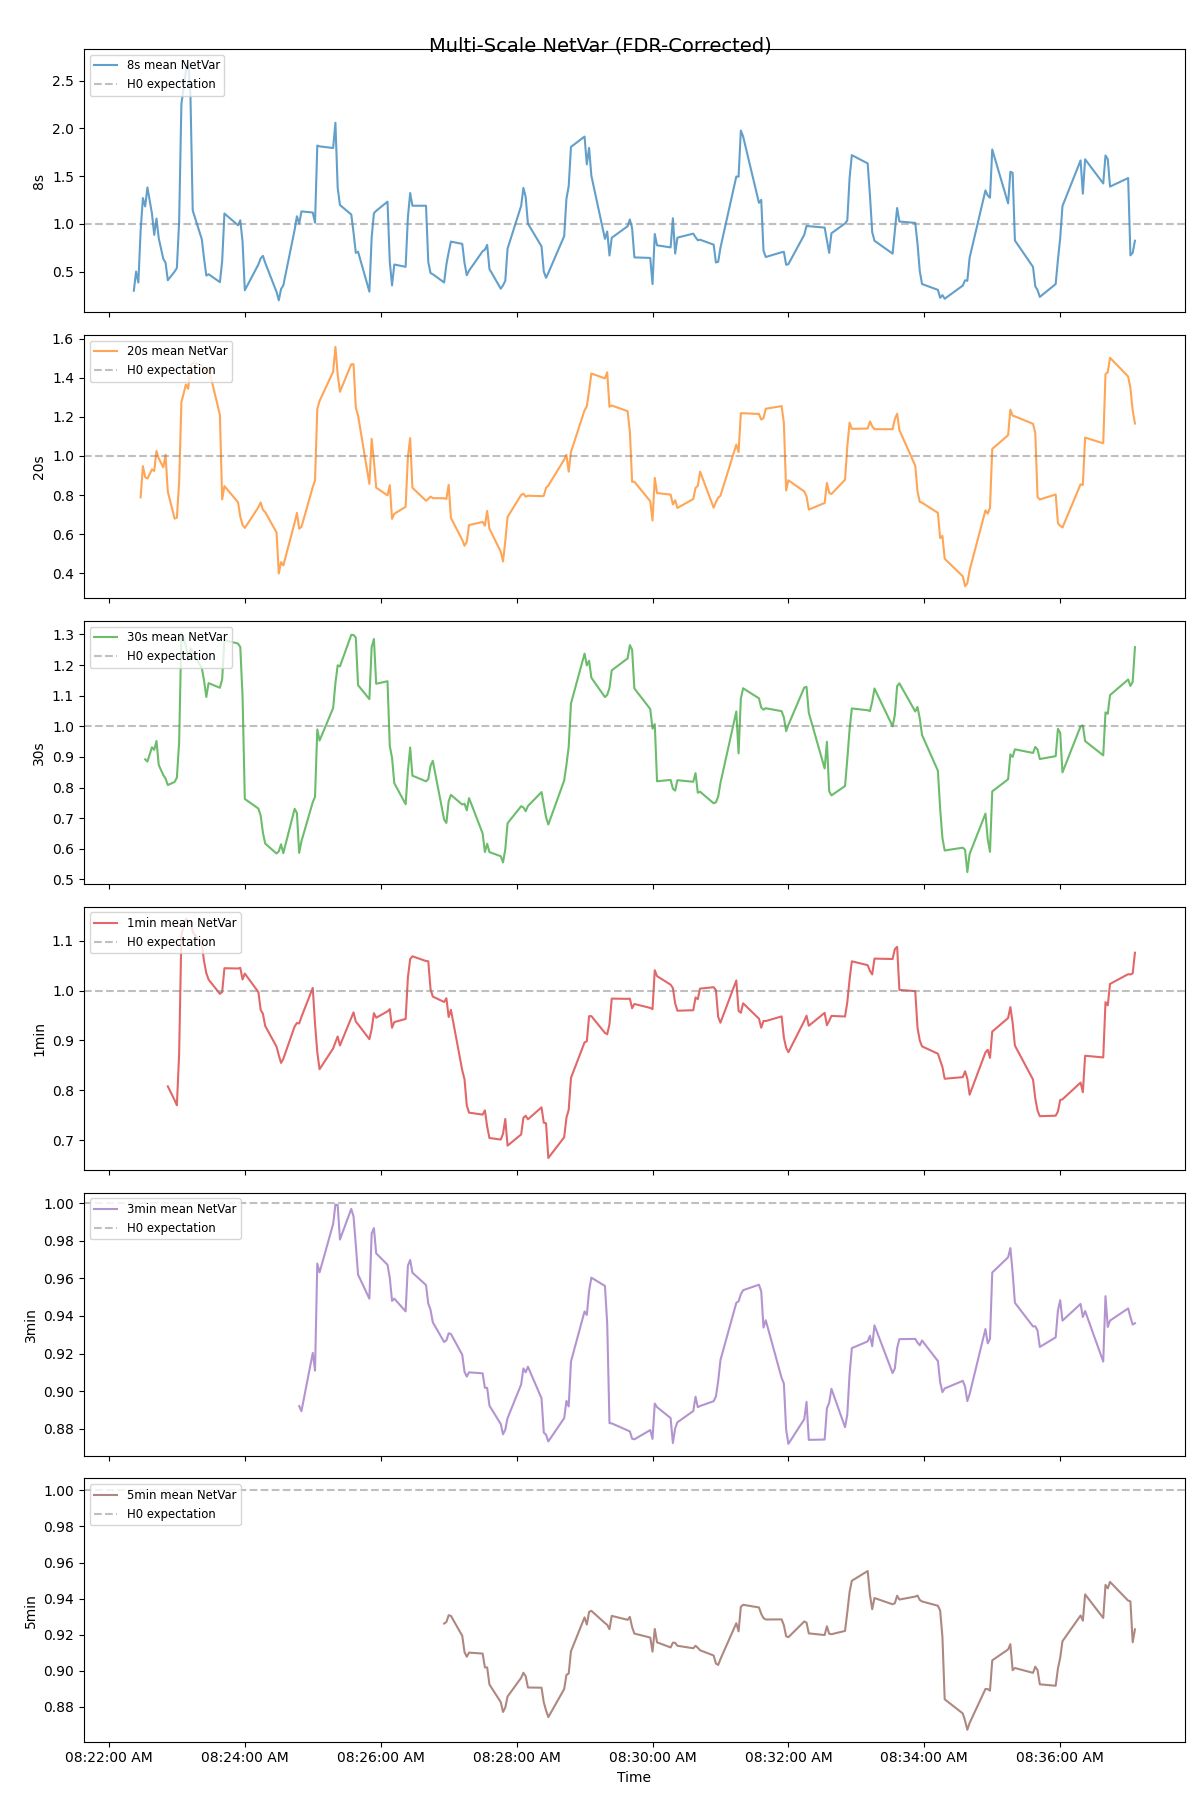 Multi-Scale NetVar (FDR-Corrected)
8s mean NetVar
H0 expectation
2.5
2.0
1.5
1.0
0.5
8s
20s mean NetVar
H0 expectation
1.6
1.4
1.2
1.0
0.8
0.6
0.4
20s
30s mean NetVar
H0 expectation
1.3
1.2
1.1
1.0
0.9
0.8
0.7
0.6
0.5
30s
1min mean NetVar
H0 expectation
1.1
1.0
0.9
0.8
0.7
1min
3min mean NetVar
H0 expectation
1.00
0.98
0.96
0.94
0.92
0.90
0.88
3min
5min mean NetVar
H0 expectation
1.00
0.98
0.96
0.94
0.92
0.90
0.88
5min
08:22:00 AM 08:24:00 AM 08:26:00 AM 08:28:00 AM 08:30:00 AM 08:32:00 AM 08:34:00 AM 08:36:00 AM
Time